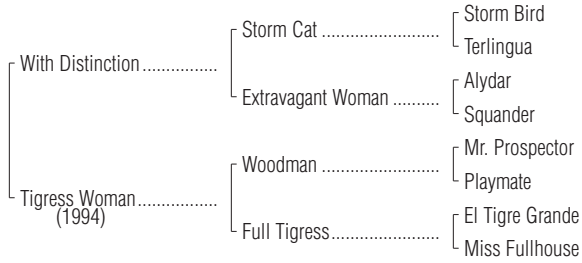 Storm Bird
Storm Cat ..........................
Terlingua
With Distinction................
Alydar
Extravagant Woman ..........
Squander
Mr. Prospector
Woodman ..........................
Playmate
Tigress Woman.................
(1994)
El Tigre Grande
Full Tigress........................
Miss Fullhouse